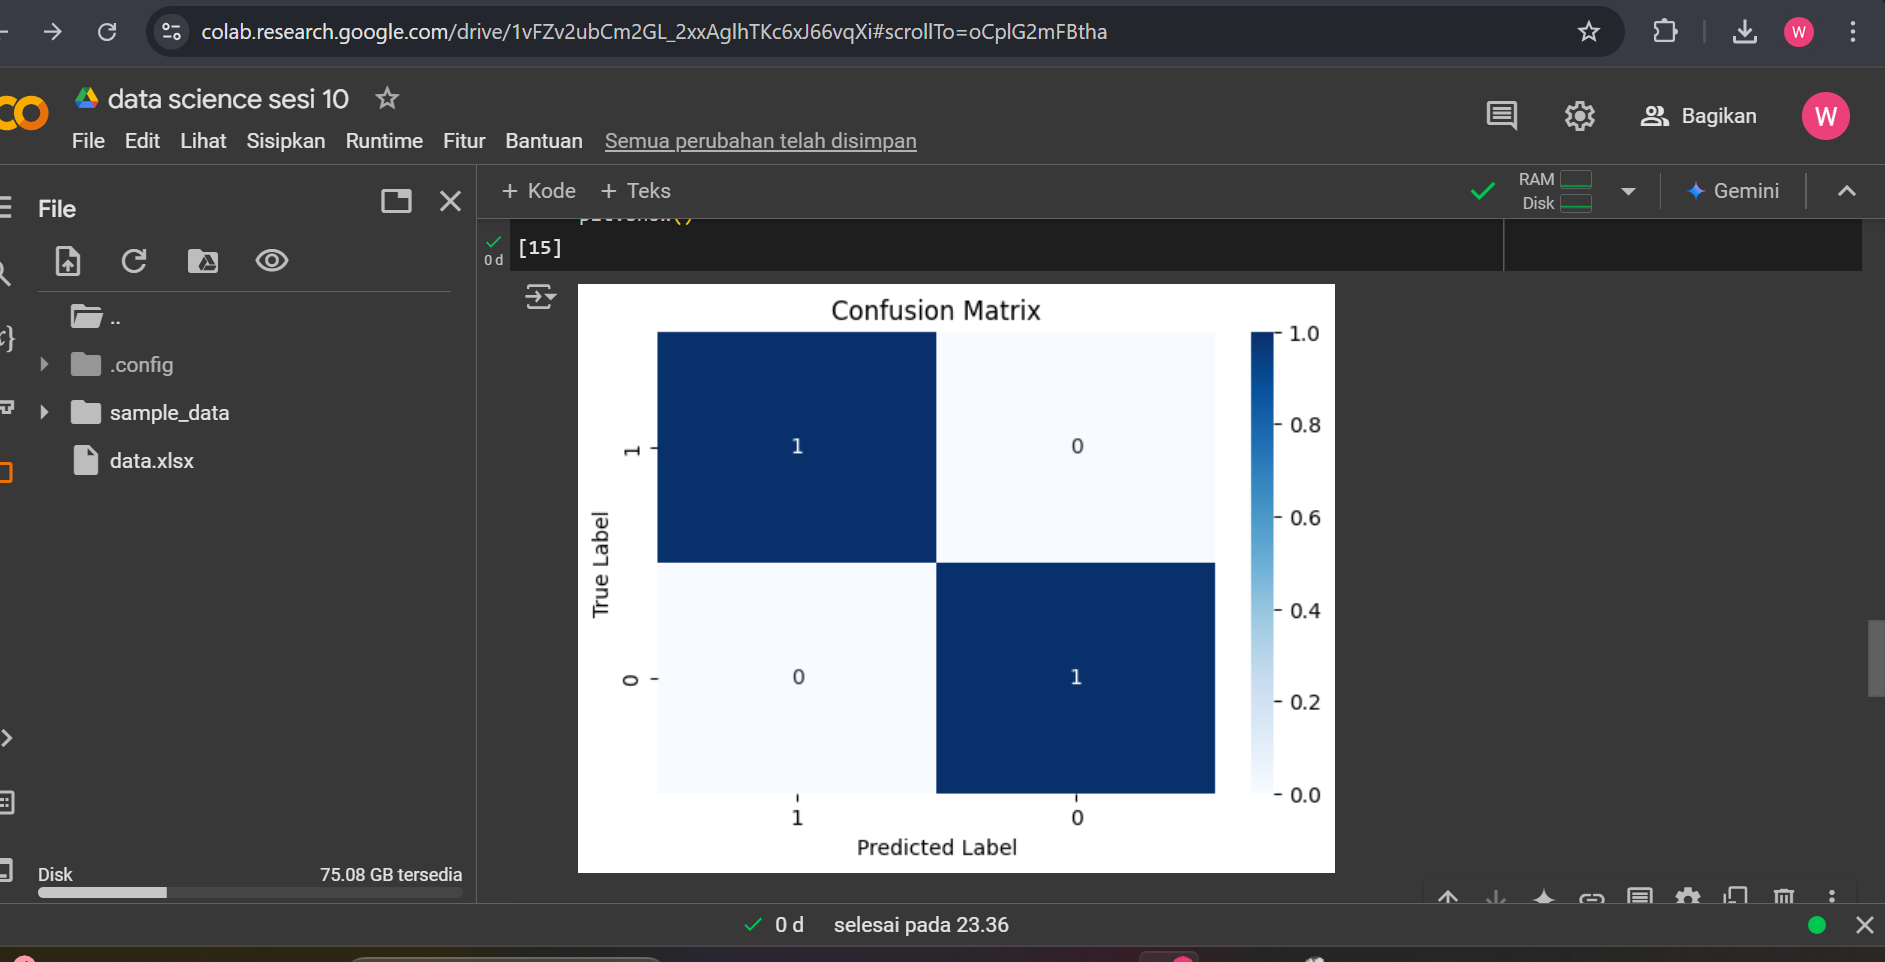 colab.research.google.com/drive/1vFZv2ubCm2GL_2xxAglhTKc6xJ66vqXi#scrollTo=oCplG2mFBtha
W
data science sesi 10
File Edit Lihat Sisipkan Runtime Fitur Bantuan Semua perubahan telah disimpan
Bagikan
W
File
+ Kode + Teks
RAM
Disk
Gemini
[15]
0 d
..
.config
sample_data
data.xlsx
Confusion Matrix
1 0
0 1
True Label
1
0
1 0
Predicted Label
1.0
0.8
0.6
0.4
0.2
0.0
Disk 75.08 GB tersedia
0 d selesai pada 23.36